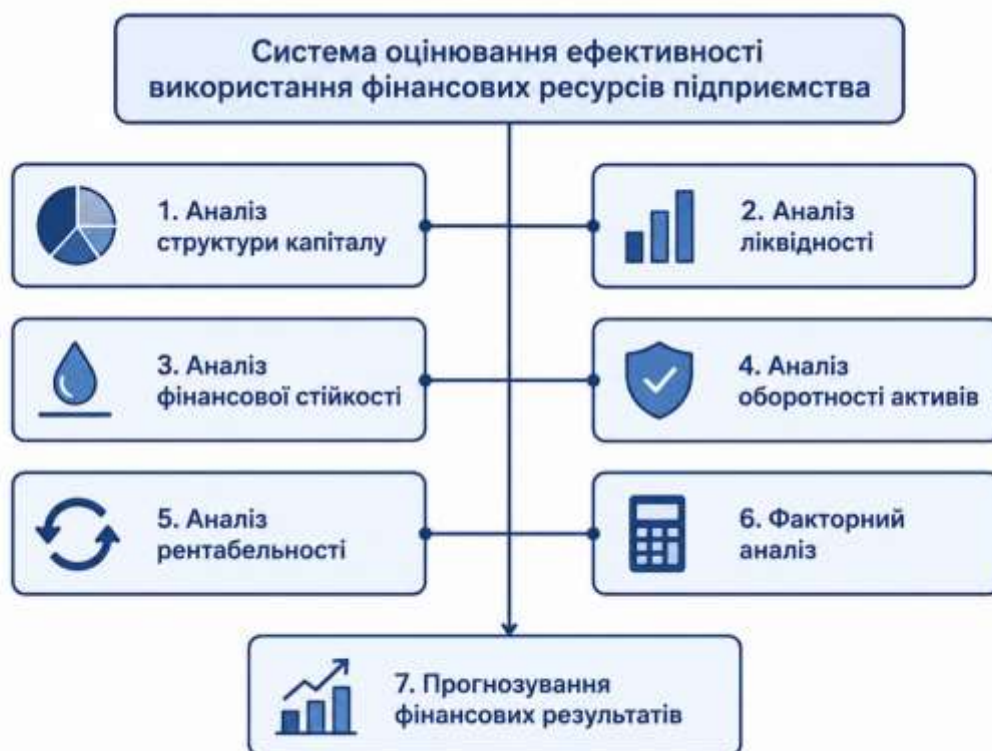 Система оцінювання ефективності
використання фінансових ресурсів підприємства
1. Аналіз
структури капіталу
2. Аналіз
ліквідності
3. Аналіз
фінансової стійкості
4. Аналіз
оборотності активів
5. Аналіз
рентабельності
6. Факторний
аналіз
7. Прогнозування
фінансових результатів